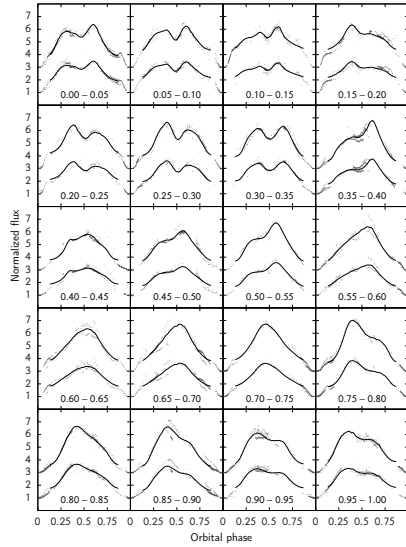 7
6
5
4
3
2
1
0.00 – 0.05
0.05 – 0.10
0.10 – 0.15
0.15 – 0.20
7
6
5
4
3
2
1
0.20 – 0.25
0.25 – 0.30
0.30 – 0.35
0.35 – 0.40
Normalized flux
7
6
5
4
3
2
1
0.40 – 0.45
0.45 – 0.50
0.50 – 0.55
0.55 – 0.60
7
6
5
4
3
2
1
0.60 – 0.65
0.65 – 0.70
0.70 – 0.75
0.75 – 0.80
7
6
5
4
3
2
1
0.80 – 0.85
0.85 – 0.90
0.90 – 0.95
0.95 – 1.00
0 0.25 0.5 0.75 0 0.25 0.5 0.75 0 0.25 0.5 0.75 0 0.25 0.5 0.75
Orbital phase